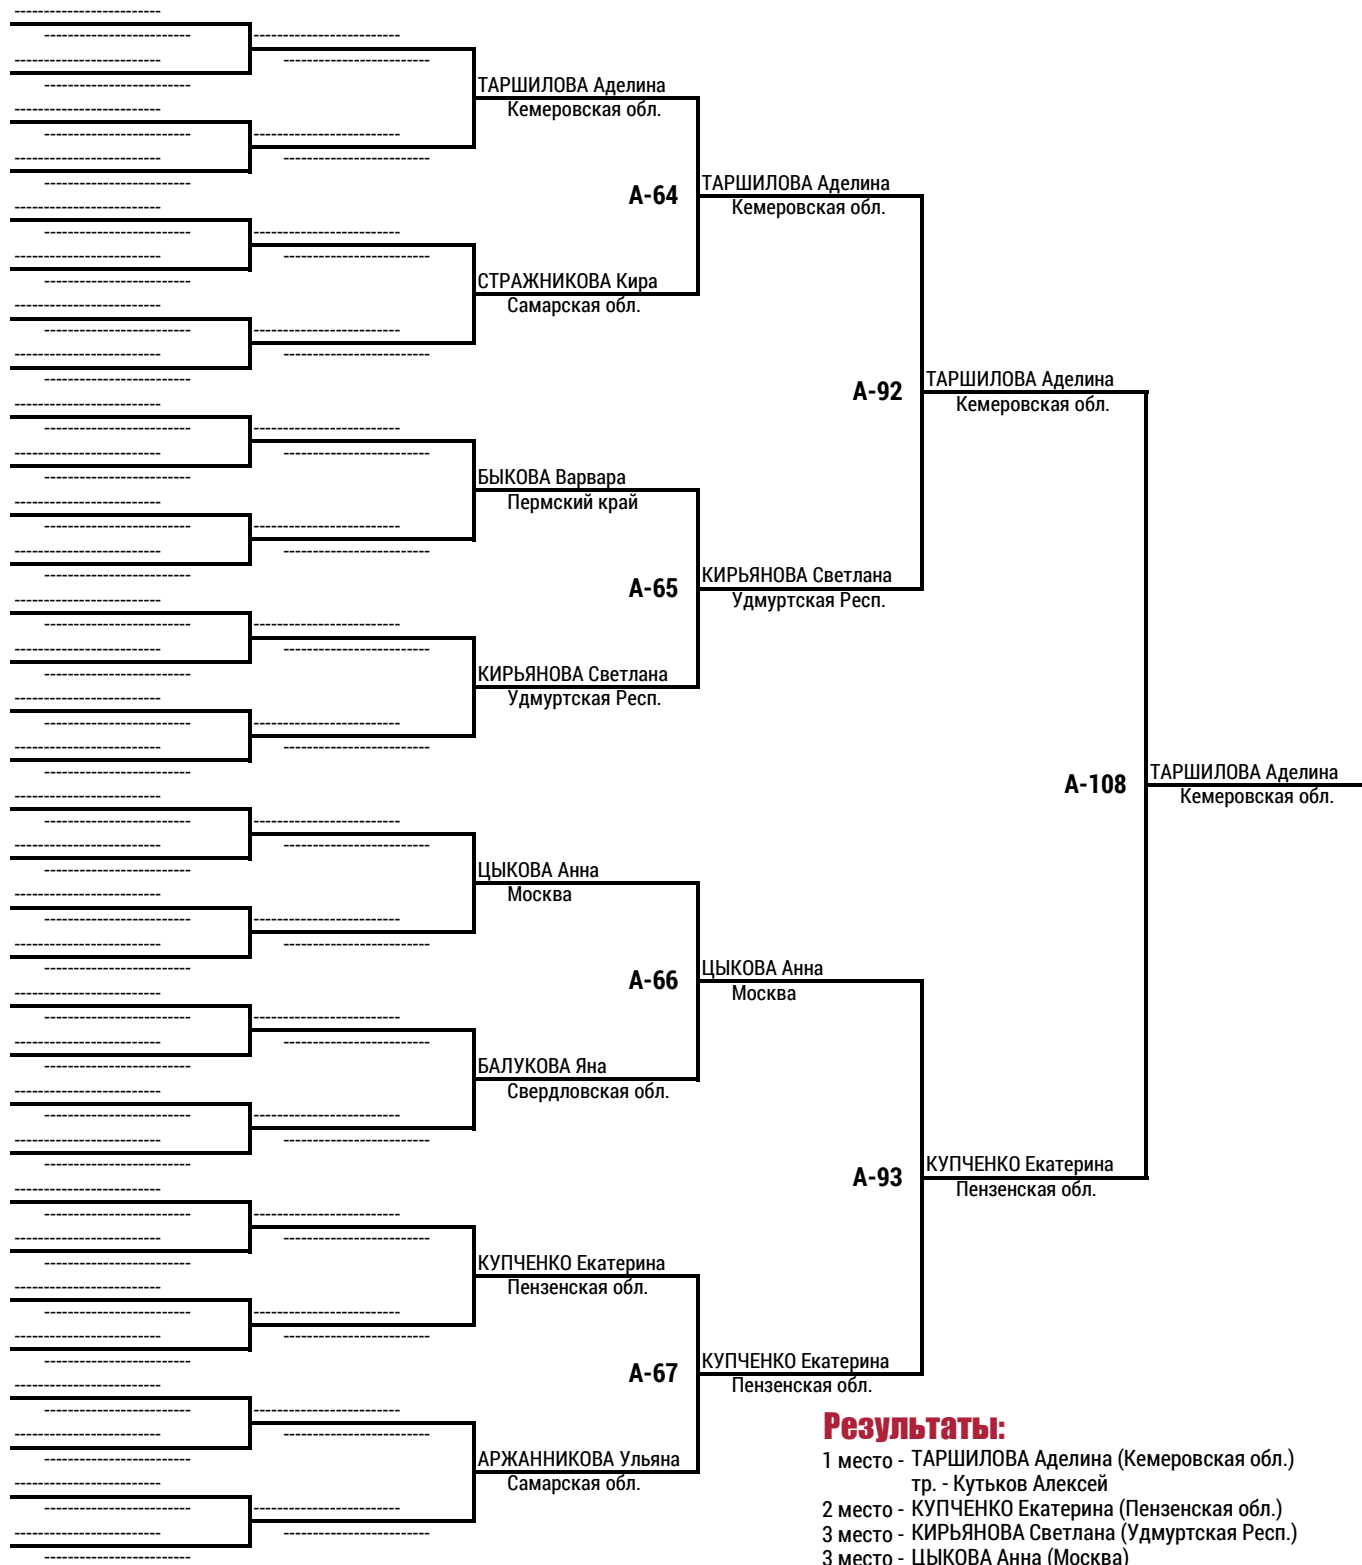 ТАРШИЛОВА Аделина
Кемеровская обл.
А-64
ТАРШИЛОВА Аделина
Кемеровская обл.
СТРАЖНИКОВА Кира
Самарская обл.
А-92
ТАРШИЛОВА Аделина
Кемеровская обл.
БЫКОВА Варвара
Пермский край
А-65
КИРЬЯНОВА Светлана
Удмуртская Респ.
КИРЬЯНОВА Светлана
Удмуртская Респ.
А-108
ТАРШИЛОВА Аделина
Кемеровская обл.
ЦЫКОВА Анна
Москва
А-66
ЦЫКОВА Анна
Москва
БАЛУКОВА Яна
Свердловская обл.
А-93
КУПЧЕНКО Екатерина
Пензенская обл.
КУПЧЕНКО Екатерина
Пензенская обл.
А-67
КУПЧЕНКО Екатерина
Пензенская обл.
АРЖАННИКОВА Ульяна
Самарская обл.
Результаты:
1 место - ТАРШИЛОВА Аделина (Кемеровская обл.)
тр. - Кутьков Алексей
2 место - КУПЧЕНКО Екатерина (Пензенская обл.)
3 место - КИРЬЯНОВА Светлана (Удмуртская Респ.)
3 место - ЦЫКОВА Анна (Москва)